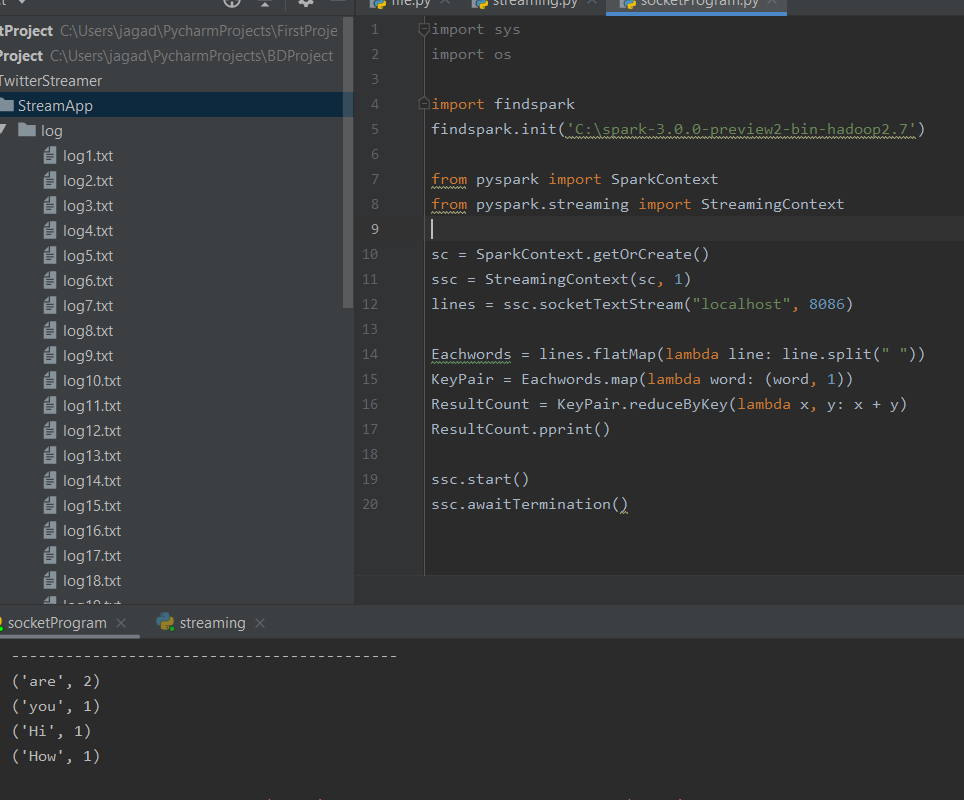 file.py streaming.py socketProgram.py
tProject C:\Users\jagad\PycharmProjects\FirstProje
Project C:\Users\jagad\PycharmProjects\BDProject
TwitterStreamer
StreamApp
log
log1.txt
log2.txt
log3.txt
log4.txt
log5.txt
log6.txt
log7.txt
log8.txt
log9.txt
log10.txt
log11.txt
log12.txt
log13.txt
log14.txt
log15.txt
log16.txt
log17.txt
log18.txt
1 import sys
2 import os
3
4 import findspark
5 findspark.init('C:\spark-3.0.0-preview2-bin-hadoop2.7')
6
7 from pyspark import SparkContext
8 from pyspark.streaming import StreamingContext
9
10 sc = SparkContext.getOrCreate()
11 ssc = StreamingContext(sc, 1)
12 lines = ssc.socketTextStream("localhost", 8086)
13
14 Eachwords = lines.flatMap(lambda line: line.split(" "))
15 KeyPair = Eachwords.map(lambda word: (word, 1))
16 ResultCount = KeyPair.reduceByKey(lambda x, y: x + y)
17 ResultCount.pprint()
18
19 ssc.start()
20 ssc.awaitTermination()
socketProgram streaming
-------------------------------------------
('are', 2)
('you', 1)
('Hi', 1)
('How', 1)